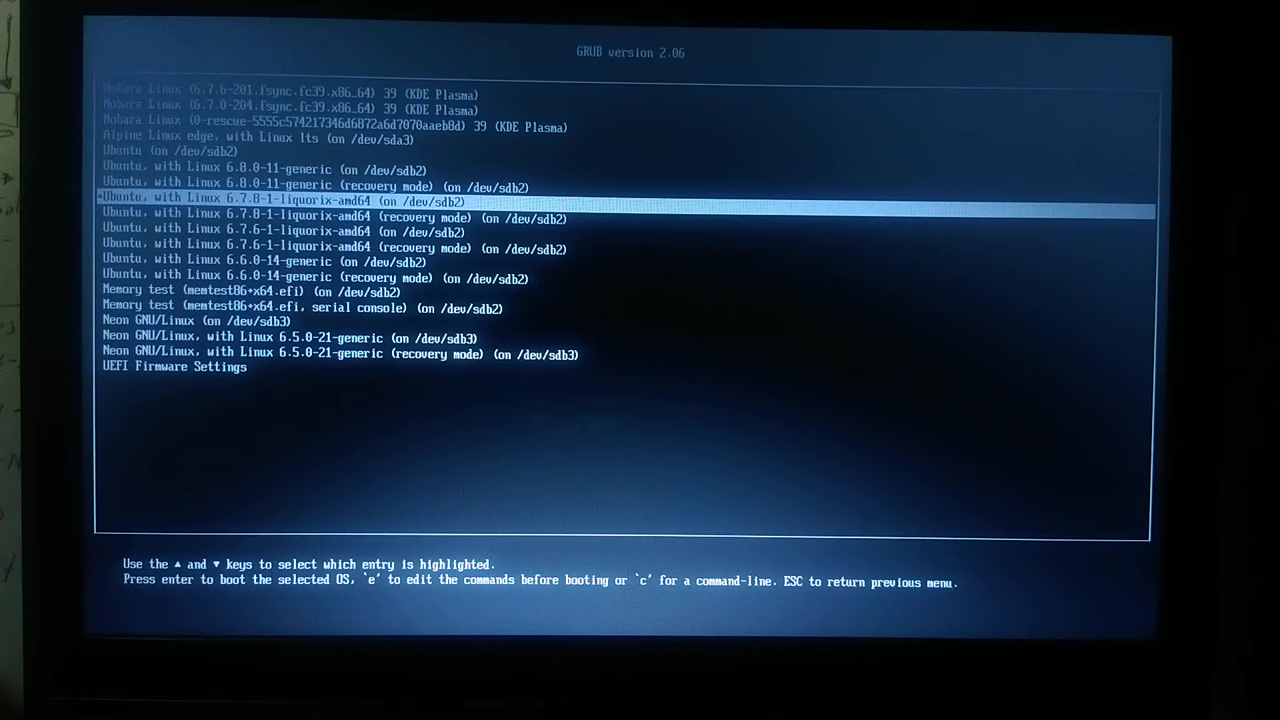 GRUB version 2.06
Nobara Linux (6.7.6-201.fsync.fc39.x86_64) 39 (KDE Plasma)
Nobara Linux (6.7.0-204.fsync.fc39.x86_64) 39 (KDE Plasma)
Nobara Linux (0-rescue-5555c574217346d6872a6d7070aaeb8d) 39 (KDE Plasma)
Alpine Linux edge, with Linux lts (on /dev/sda3)
Ubuntu (on /dev/sdb2)
Ubuntu, with Linux 6.8.0-11-generic (on /dev/sdb2)
Ubuntu, with Linux 6.8.0-11-generic (recovery mode) (on /dev/sdb2)
*Ubuntu, with Linux 6.7.8-1-liquorix-amd64 (on /dev/sdb2)
Ubuntu, with Linux 6.7.8-1-liquorix-amd64 (recovery mode) (on /dev/sdb2)
Ubuntu, with Linux 6.7.6-1-liquorix-amd64 (on /dev/sdb2)
Ubuntu, with Linux 6.7.6-1-liquorix-amd64 (recovery mode) (on /dev/sdb2)
Ubuntu, with Linux 6.6.0-14-generic (on /dev/sdb2)
Ubuntu, with Linux 6.6.0-14-generic (recovery mode) (on /dev/sdb2)
Memory test (memtest86+x64.efi) (on /dev/sdb2)
Memory test (memtest86+x64.efi, serial console) (on /dev/sdb2)
Neon GNU/Linux (on /dev/sdb3)
Neon GNU/Linux, with Linux 6.5.0-21-generic (on /dev/sdb3)
Neon GNU/Linux, with Linux 6.5.0-21-generic (recovery mode) (on /dev/sdb3)
UEFI Firmware Settings
Use the ▲ and ▼ keys to select which entry is highlighted.
Press enter to boot the selected OS, `e' to edit the commands before booting or `c' for a command-line. ESC to return previous menu.